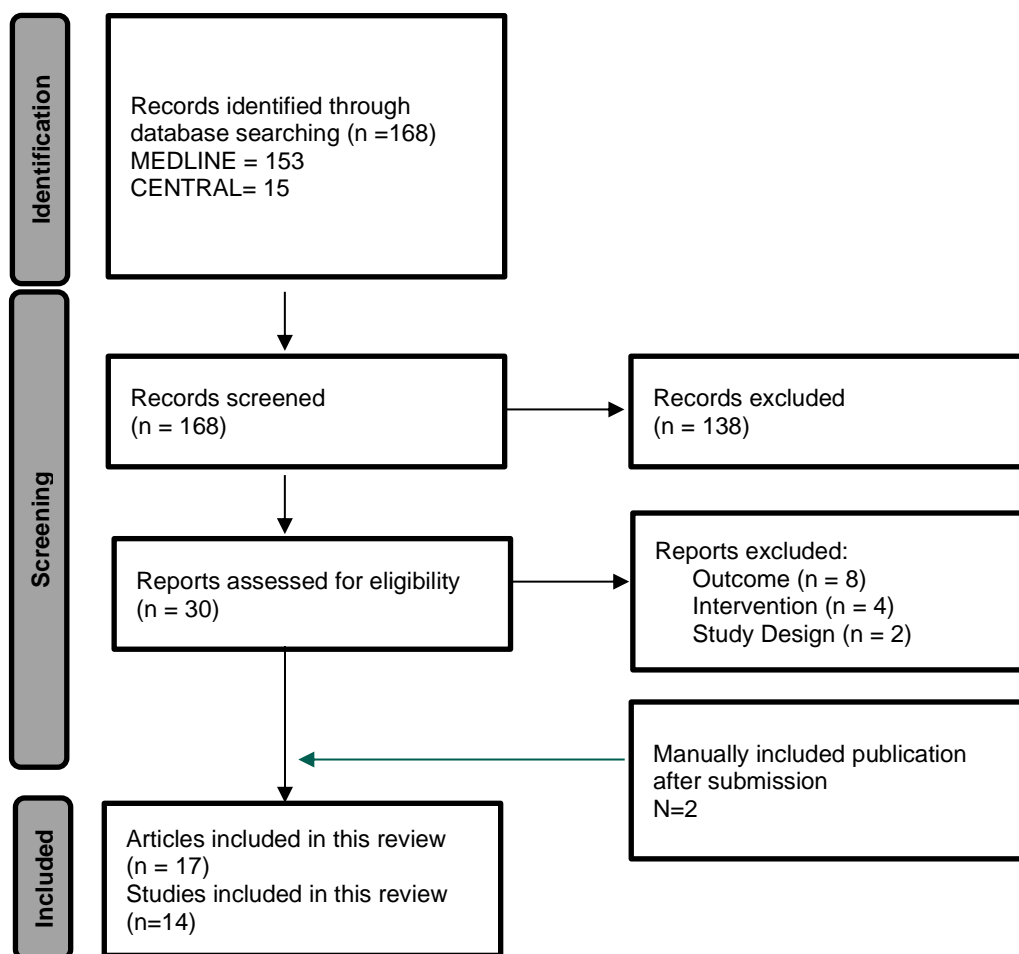 Identification
Records identified through
database searching (n =168)
MEDLINE = 153
CENTRAL= 15
Screening
Records screened
(n = 168)
Records excluded
(n = 138)
Reports assessed for eligibility
(n = 30)
Reports excluded:
Outcome (n = 8)
Intervention (n = 4)
Study Design (n = 2)
Manually included publication
after submission
N=2
Included
Articles included in this review
(n = 17)
Studies included in this review
(n=14)